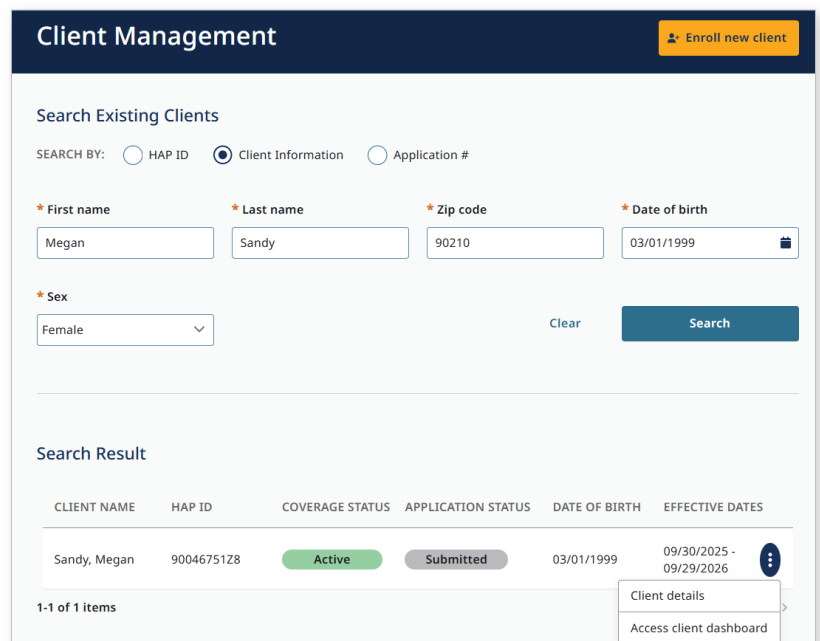 Client Management
Enroll new client
Search Existing Clients
SEARCH BY: HAP ID Client Information Application #
* First name * Last name * Zip code * Date of birth
Megan Sandy 90210 03/01/1999
* Sex
Female Clear Search
Search Result
CLIENT NAME HAP ID COVERAGE STATUS APPLICATION STATUS DATE OF BIRTH EFFECTIVE DATES
Sandy, Megan 90046751Z8 Active Submitted 03/01/1999 09/30/2025 -
09/29/2026
Client details
1-1 of 1 items
Access client dashboard